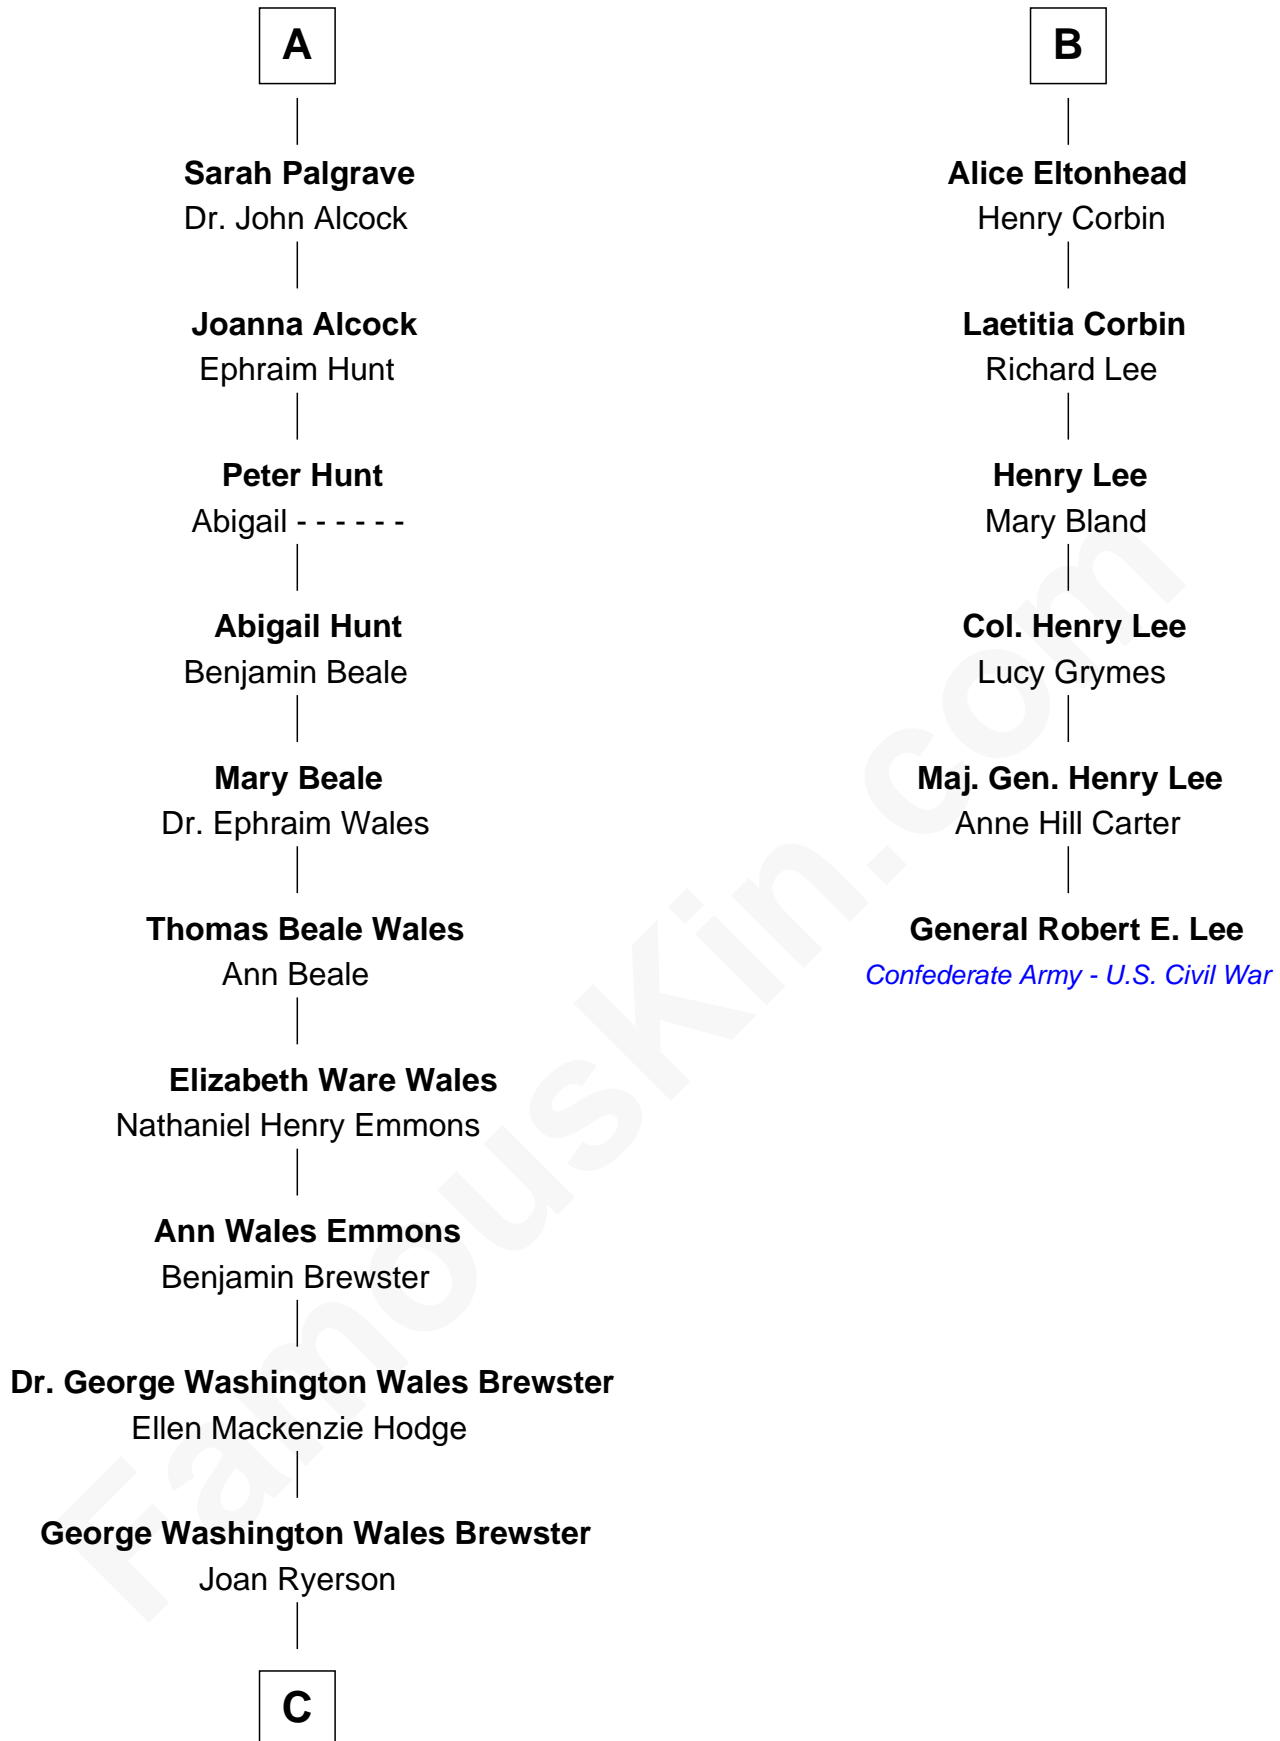 A
Sarah Palgrave
Dr. John Alcock
Joanna Alcock
Ephraim Hunt
Peter Hunt
Abigail - - - - - -
Abigail Hunt
Benjamin Beale
Mary Beale
Dr. Ephraim Wales
Thomas Beale Wales
Ann Beale
Elizabeth Ware Wales
Nathaniel Henry Emmons
Ann Wales Emmons
Benjamin Brewster
Dr. George Washington Wales Brewster
Ellen Mackenzie Hodge
George Washington Wales Brewster
Joan Ryerson
C
B
Alice Eltonhead
Henry Corbin
Laetitia Corbin
Richard Lee
Henry Lee
Mary Bland
Col. Henry Lee
Lucy Grymes
Maj. Gen. Henry Lee
Anne Hill Carter
General Robert E. Lee
Confederate Army - U.S. Civil War
FamousKin.com